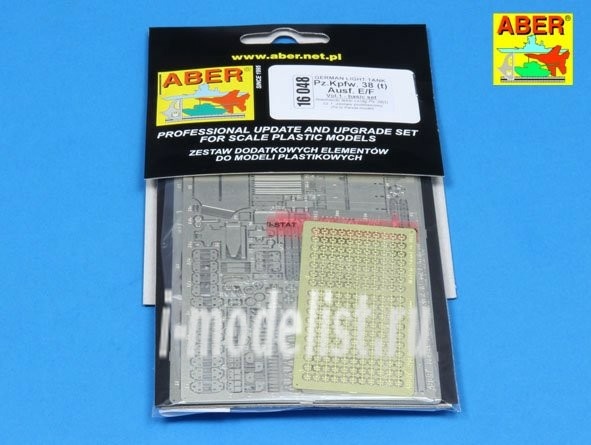 www.aber.net.pl
ABER
SINCE 1995
16 048
GERMAN LIGHT TANK
Pz.Kpfw. 38 (t)
Ausf. E/F
Vol.1 - basic set
PROFESSIONAL UPDATE AND UPGRADE SET
FOR SCALE PLASTIC MODELS
ZESTAW DODATKOWYCH ELEMENTÓW
DO MODELI PLASTIKOWYCH
ABER
i-modelist.ru